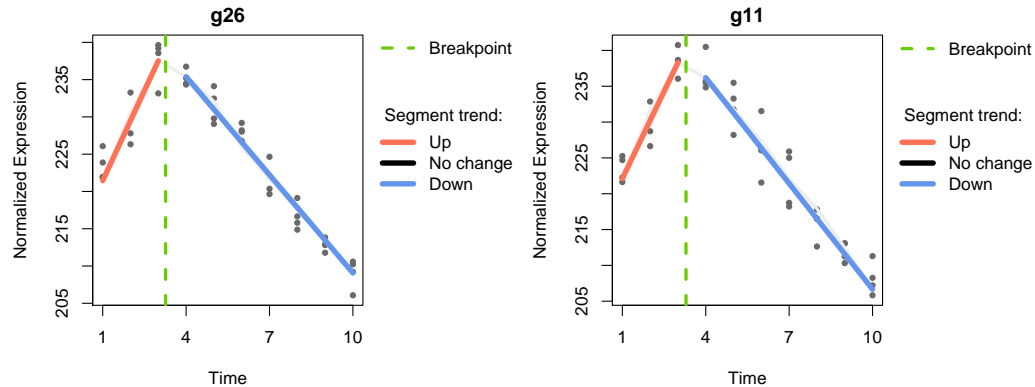 g26
Normalized Expression
235
225
215
205
1
4
7
10
Time
Breakpoint
Segment trend:
Up
No change
Down
g11
Normalized Expression
235
225
215
205
1
4
7
10
Time
Breakpoint
Segment trend:
Up
No change
Down